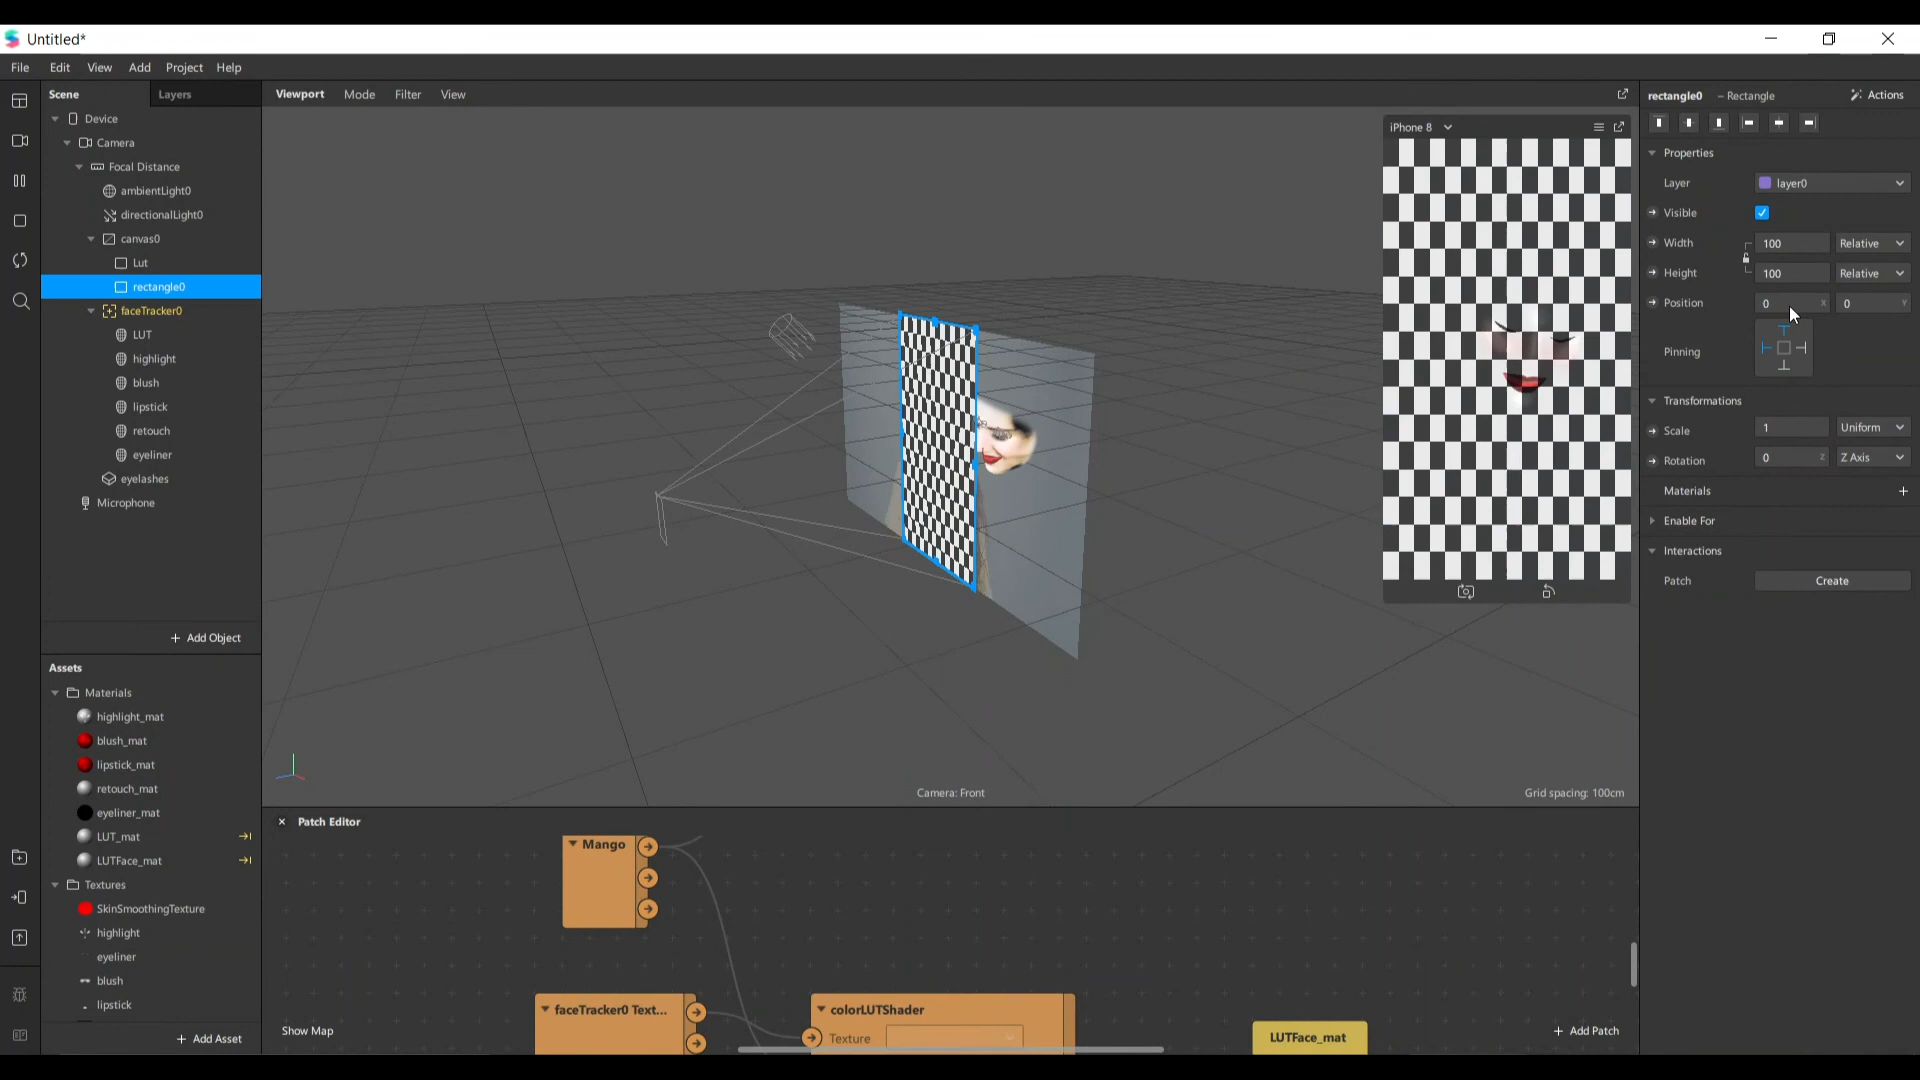 Untitled*
File Edit View Add Project Help
Scene Layers
Device
Camera
Focal Distance
ambientLight0
directionalLight0
canvas0
Lut
rectangle0
faceTracker0
LUT
highlight
blush
lipstick
retouch
eyeliner
eyelashes
Microphone
+ Add Object
Assets
Materials
highlight_mat
blush_mat
lipstick_mat
retouch_mat
eyeliner_mat
LUT_mat
LUTFace_mat
Textures
SkinSmoothingTexture
highlight
eyeliner
blush
lipstick
+ Add Asset
Viewport Mode Filter View
iPhone 8
Camera: Front
Grid spacing: 100cm
Patch Editor
Mango
faceTracker0 Text...
colorLUTShader
Texture
LUTFace_mat
Show Map
+ Add Patch
rectangle0 – Rectangle
Actions
Properties
Layer layer0
Visible
Width 100 Relative
Height 100 Relative
Position 0 X 0 Y
Pinning
Transformations
Scale 1 Uniform
Rotation 0 Z Z Axis
Materials +
Enable For
Interactions
Patch Create